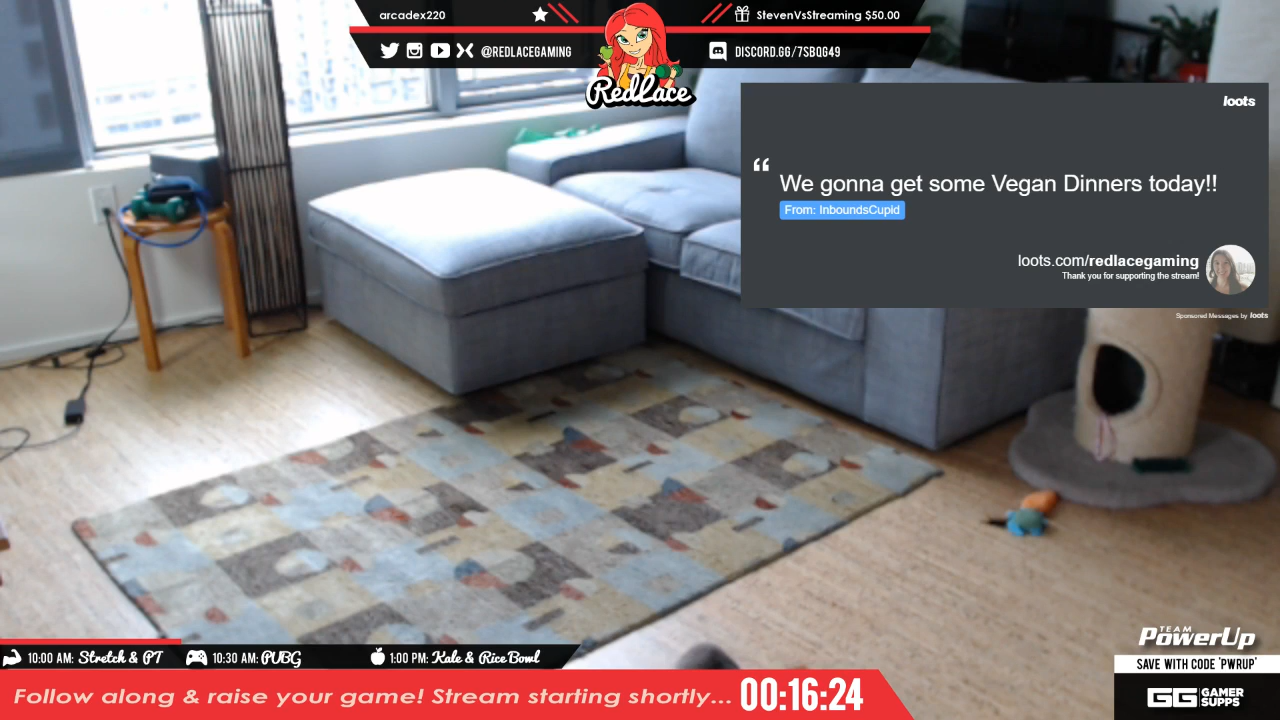 arcadex220
StevenVsStreaming $50.00
@REDLACEGAMING
DISCORD.GG/7SBQG49
RedLace
loots
“
We gonna get some Vegan Dinners today!!
From: InboundsCupid
loots.com/redlacegaming
Thank you for supporting the stream!
Sponsored Messages by loots
TEAM
PowerUp
SAVE WITH CODE 'PWRUP'
GG GAMER
SUPPS
10:00 AM: Stretch & PT
10:30 AM: PUBG
1:00 PM: Kale & Rice Bowl
Follow along & raise your game! Stream starting shortly...
00:16:24